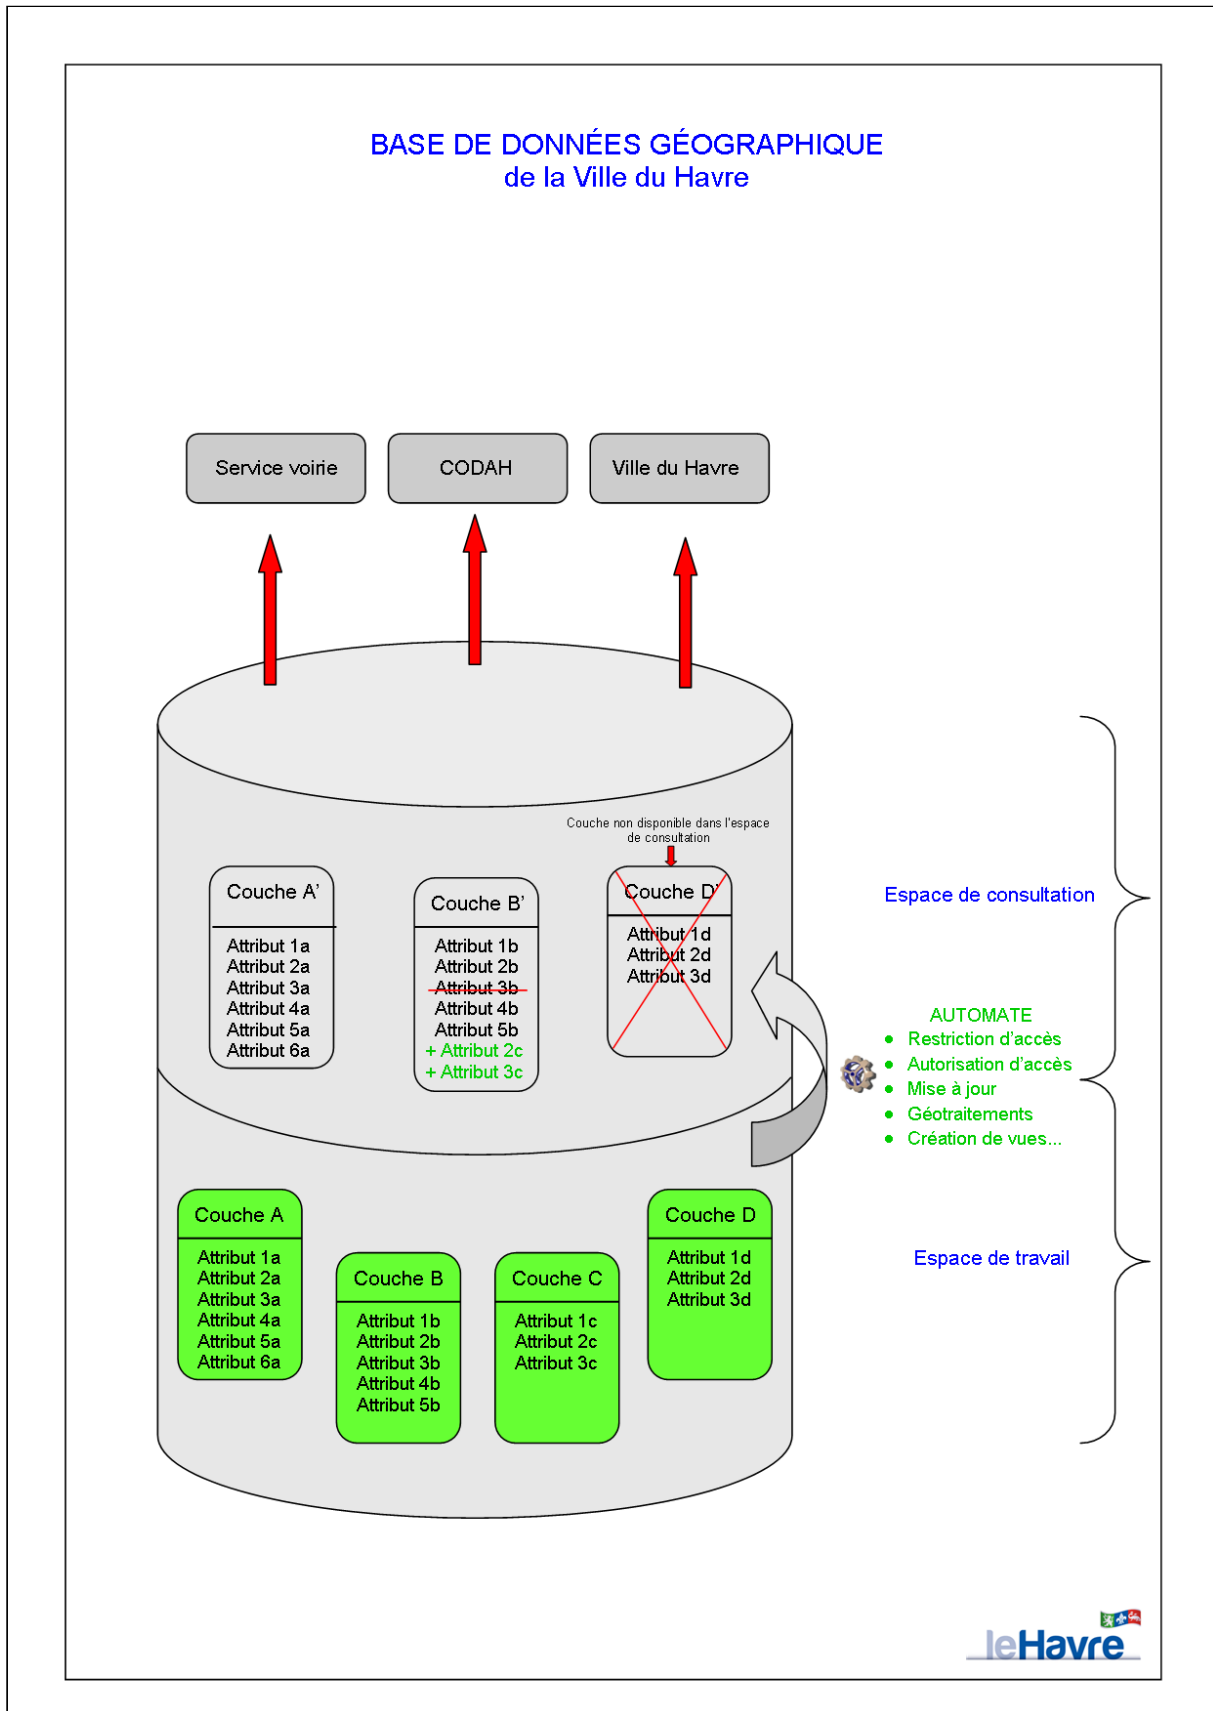 BASE DE DONNÉES GÉOGRAPHIQUE
de la Ville du Havre
Service voirie
CODAH
Ville du Havre
Couche non disponible dans l'espace
de consultation
Couche A'
Attribut 1a
Attribut 2a
Attribut 3a
Attribut 4a
Attribut 5a
Attribut 6a
Couche B'
Attribut 1b
Attribut 2b
Attribut 3b
Attribut 4b
Attribut 5b
+ Attribut 2c
+ Attribut 3c
Couche D'
Attribut 1d
Attribut 2d
Attribut 3d
Espace de consultation
AUTOMATE
• Restriction d'accès
• Autorisation d'accès
• Mise à jour
• Géotraitements
• Création de vues...
Couche A
Attribut 1a
Attribut 2a
Attribut 3a
Attribut 4a
Attribut 5a
Attribut 6a
Couche B
Attribut 1b
Attribut 2b
Attribut 3b
Attribut 4b
Attribut 5b
Couche C
Attribut 1c
Attribut 2c
Attribut 3c
Couche D
Attribut 1d
Attribut 2d
Attribut 3d
Espace de travail
leHavre